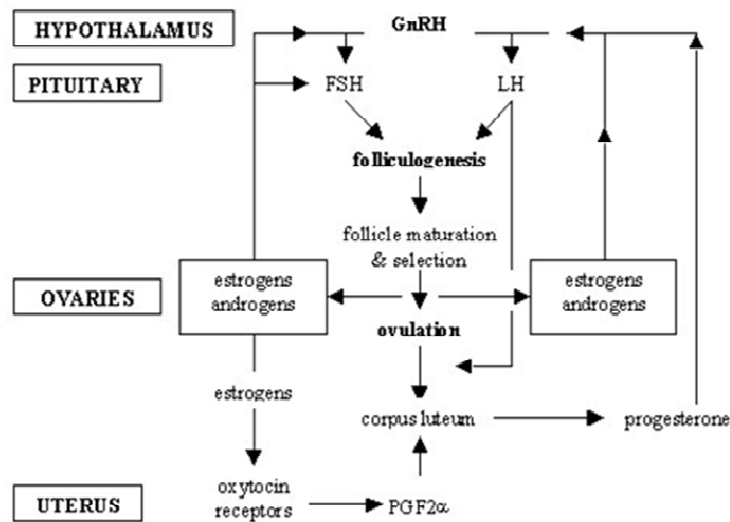 HYPOTHALAMUS
GnRH
PITUITARY
FSH
LH
folliculogenesis
follicle maturation
& selection
OVARIES
estrogens
androgens
estrogens
androgens
ovulation
estrogens
corpus luteum
progesterone
UTERUS
oxytocin
receptors
PGF2α